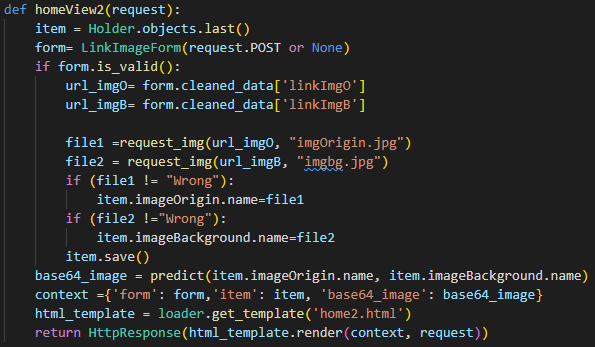 def homeView2(request):
    item = Holder.objects.last()
    form= LinkImageForm(request.POST or None)
    if form.is_valid():
        url_imgO= form.cleaned_data['linkImgO']
        url_imgB= form.cleaned_data['linkImgB']

        file1 =request_img(url_imgO, "imgOrigin.jpg")
        file2 = request_img(url_imgB, "imgbg.jpg")
        if (file1 != "Wrong"):
            item.imageOrigin.name=file1
        if (file2 !="Wrong"):
            item.imageBackground.name=file2
        item.save()
    base64_image = predict(item.imageOrigin.name, item.imageBackground.name)
    context ={'form': form,'item': item, 'base64_image': base64_image}
    html_template = loader.get_template('home2.html')
    return HttpResponse(html_template.render(context, request))